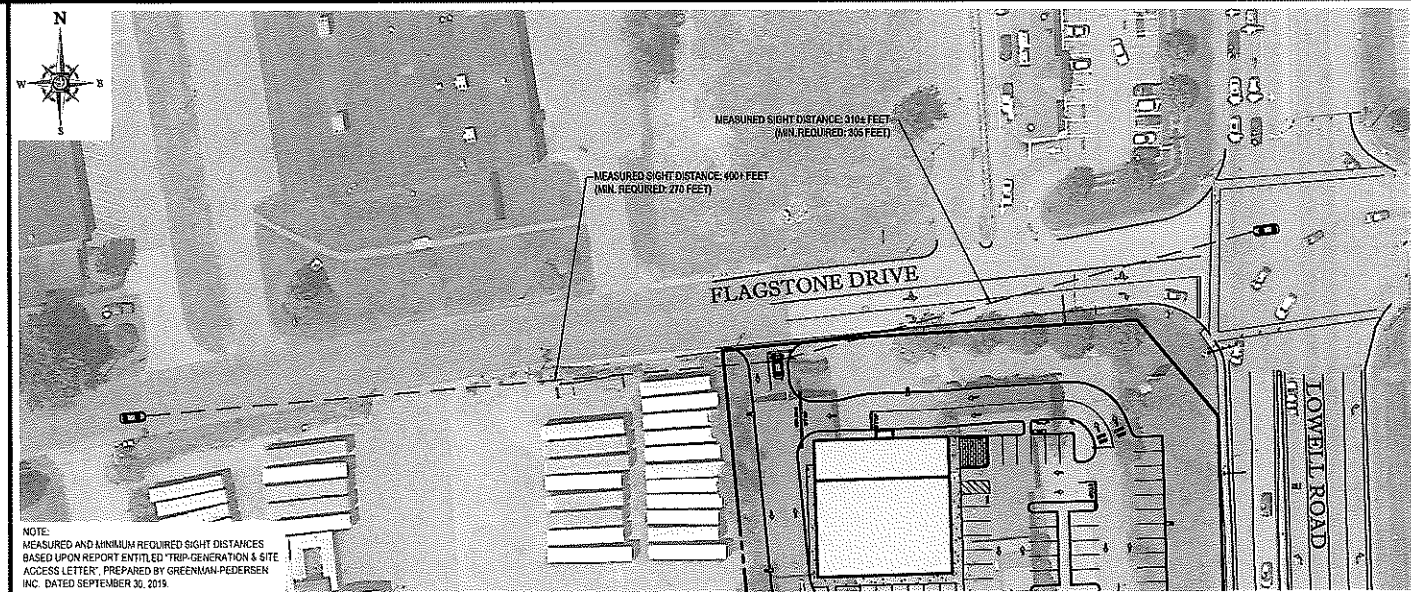 N
W
E
S
MEASURED SIGHT DISTANCE: 310± FEET
(MIN. REQUIRED: 305 FEET)
MEASURED SIGHT DISTANCE: 400+ FEET
(MIN. REQUIRED: 270 FEET)
FLAGSTONE DRIVE
LOWELL ROAD
NOTE:
MEASURED AND MINIMUM REQUIRED SIGHT DISTANCES
BASED UPON REPORT ENTITLED "TRIP-GENERATION & SITE
ACCESS LETTER", PREPARED BY GREENMAN-PEDERSEN
INC. DATED SEPTEMBER 30, 2019.